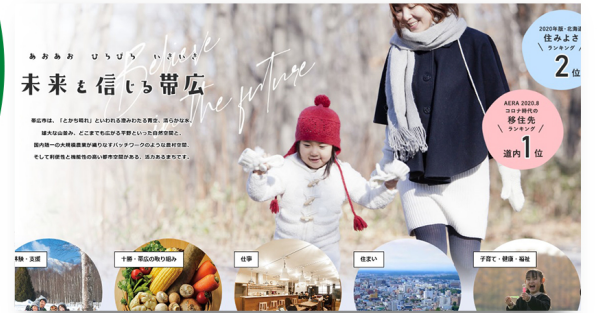 あおあお ひろびろ いきいき
未来を信じる帯広
Believe
the future
帯広市は、「とかち晴れ」といわれる澄みわたる青空、清らかな水、
雄大な山並み、どこまでも広がる平野といった自然空間と、
国内随一の大規模農業が織りなすパッチワークのような農村空間、
そして利便性と機能性の高い都市空間がある、活力あるまちです。
2020年版・北海道
住みよさ
ランキング
2位
AERA 2020.8
コロナ時代の
移住先
ランキング
道内1位
体験・支援
十勝・帯広の取り組み
仕事
住まい
子育て・健康・福祉